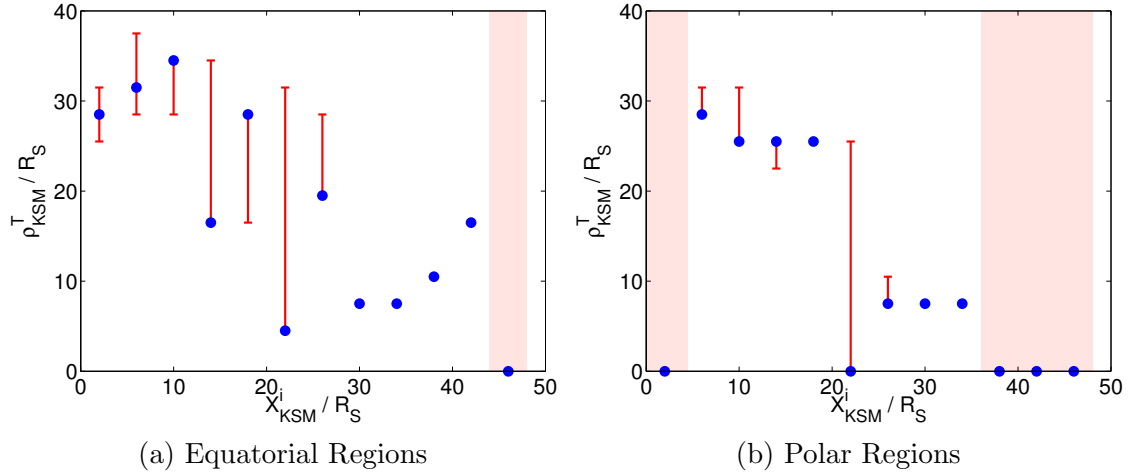 40
30
20
10
0
ρ^T_KSM / R_S
0 10 20 30 40 50
X^i_KSM / R_S
(a) Equatorial Regions
40
30
20
10
0
ρ^T_KSM / R_S
0 10 20 30 40 50
X^i_KSM / R_S
(b) Polar Regions